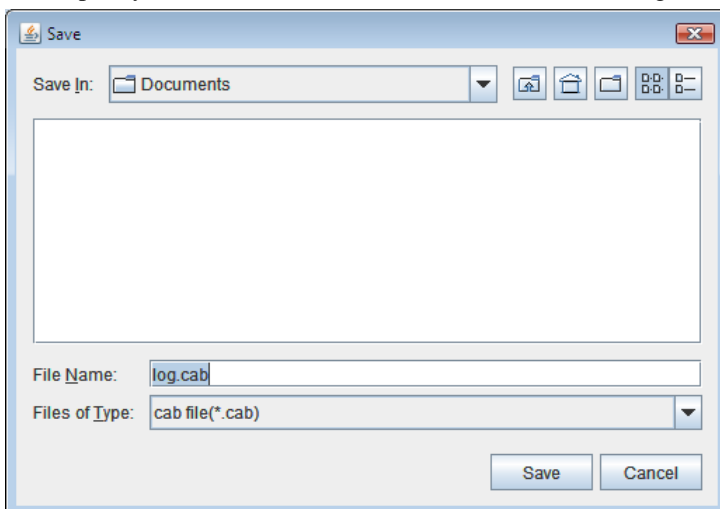 Save
Save In: Documents
File Name: log.cab
Files of Type: cab file(*.cab)
Save Cancel